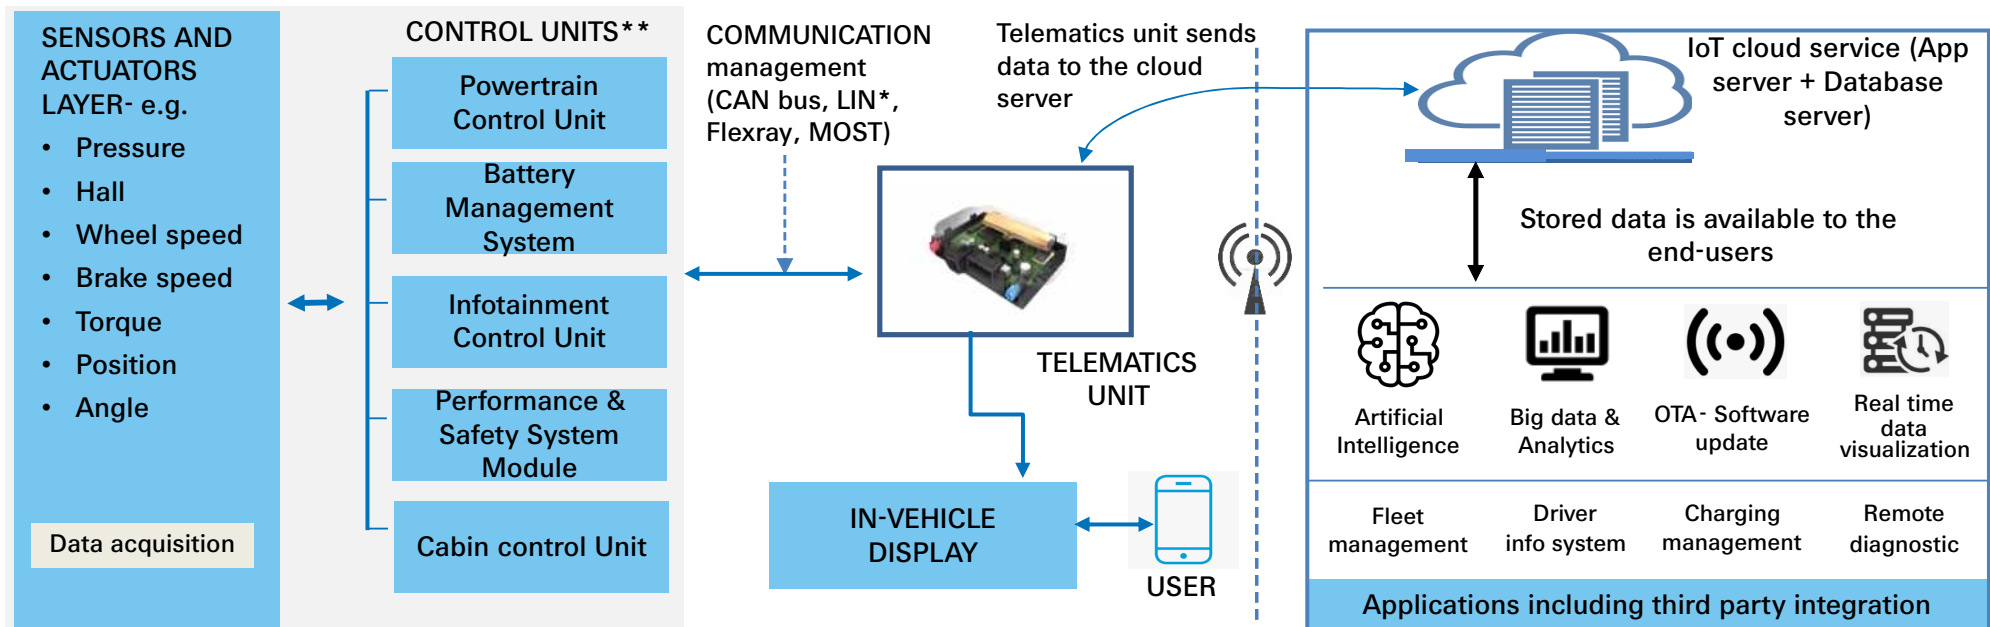 SENSORS AND
ACTUATORS
LAYER- e.g.
• Pressure
• Hall
• Wheel speed
• Brake speed
• Torque
• Position
• Angle
Data acquisition
CONTROL UNITS**
Powertrain
Control Unit
Battery
Management
System
Infotainment
Control Unit
Performance &
Safety System
Module
Cabin control Unit
COMMUNICATION
management
(CAN bus, LIN*,
Flexray, MOST)
Telematics unit sends
data to the cloud
server
TELEMATICS
UNIT
IN-VEHICLE
DISPLAY
USER
IoT cloud service (App
server + Database
server)
Stored data is available to the
end-users
Artificial
Intelligence
Big data &
Analytics
OTA- Software
update
Real time
data
visualization
Fleet
management
Driver
info system
Charging
management
Remote
diagnostic
Applications including third party integration